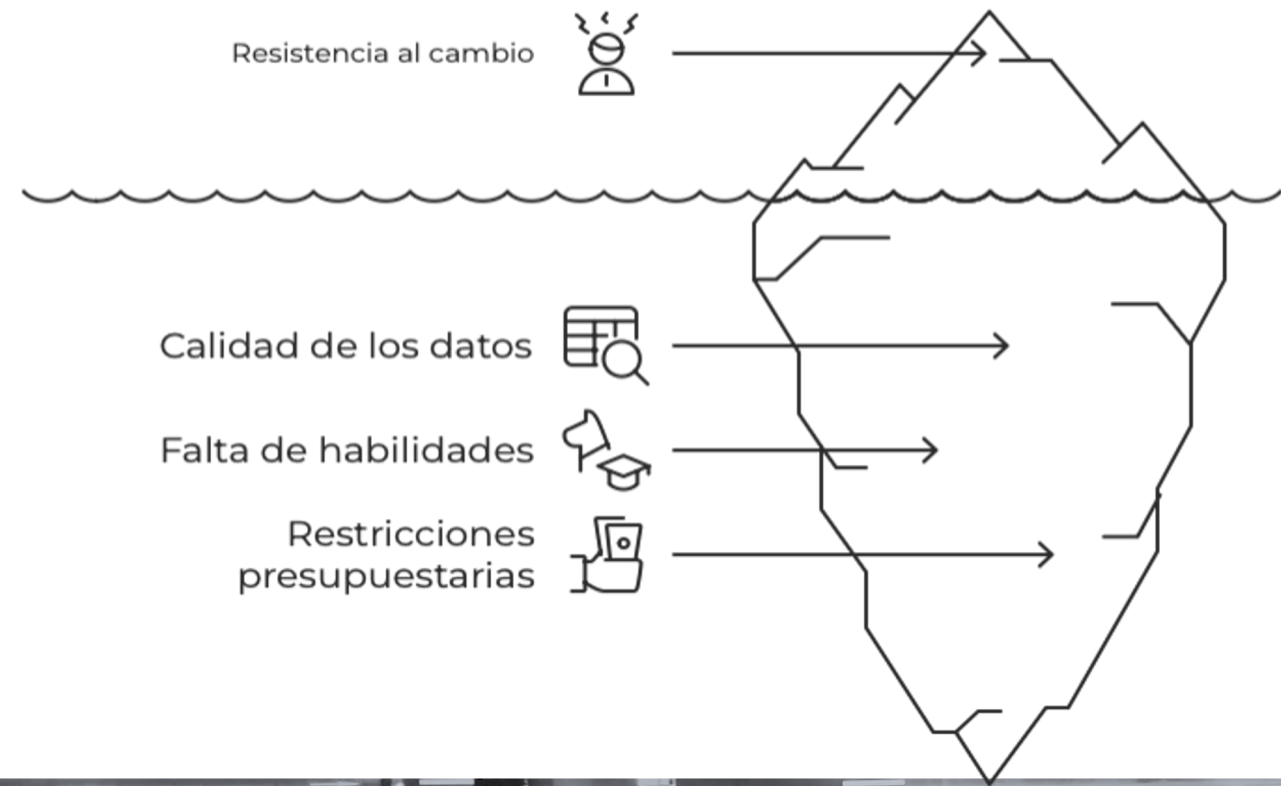 Resistencia al cambio
Calidad de los datos
Falta de habilidades
Restricciones
presupuestarias